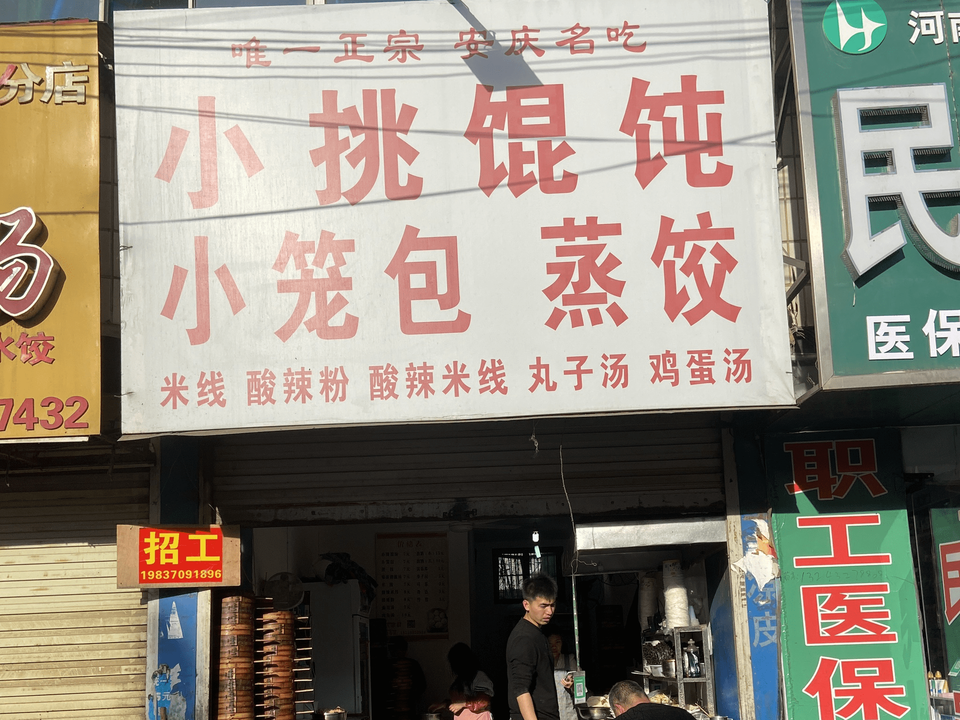 唯一正宗 安庆名吃
小挑馄饨
小笼包 蒸饺
米线 酸辣粉 酸辣米线 丸子汤 鸡蛋汤
分店
汤
水饺
7432
招工
19837091896
河南
民
医保
职
工
医
保
皮